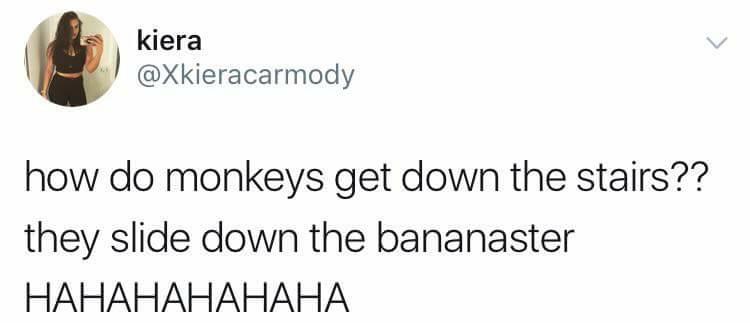 kiera
@Xkieracarmody
how do monkeys get down the stairs??
they slide down the bananaster
HAHAHAHAHAHA